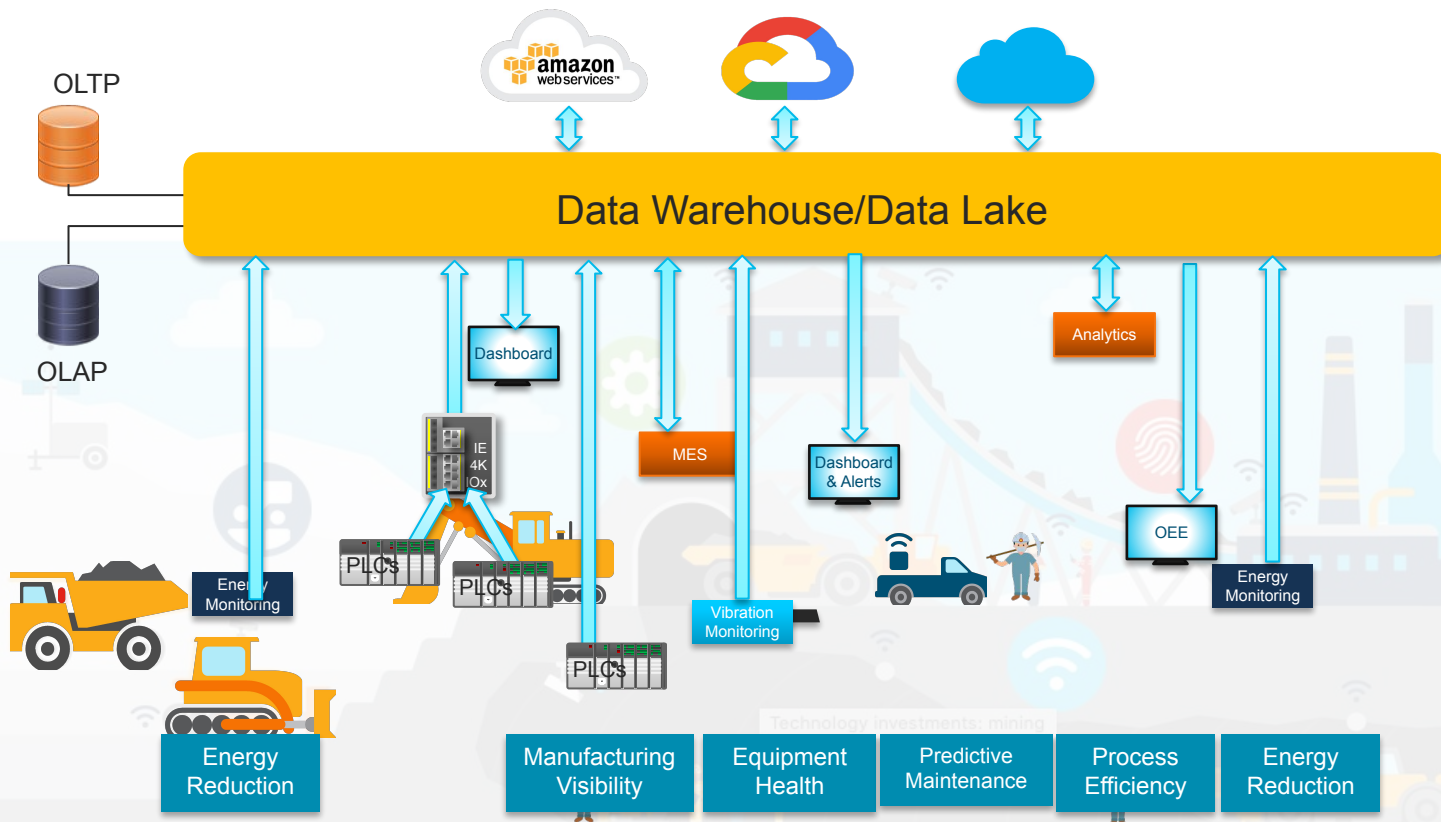 amazon
web services™
OLTP
Data Warehouse/Data Lake
OLAP
Dashboard
Analytics
IE
4K
IOx
MES
Dashboard
& Alerts
OEE
PLCs
PLCs
Energy
Monitoring
Energy
Monitoring
Vibration
Monitoring
PLCs
Technology investments: mining
Energy
Reduction
Manufacturing
Visibility
Equipment
Health
Predictive
Maintenance
Process
Efficiency
Energy
Reduction